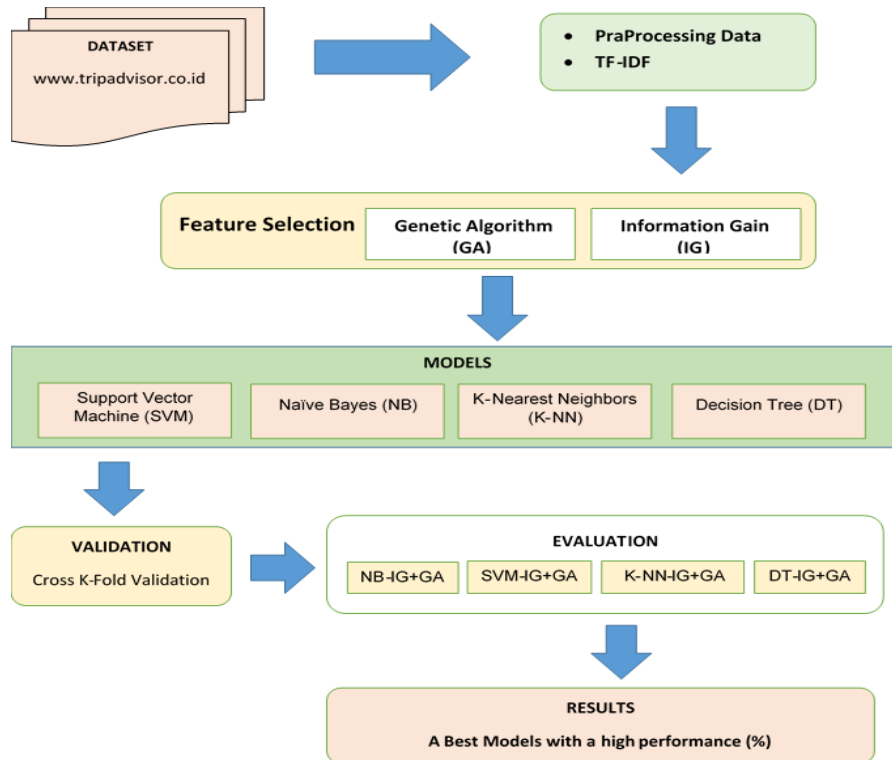 DATASET
www.tripadvisor.co.id
• PraProcessing Data
• TF-IDF
Feature Selection
Genetic Algorithm
(GA)
Information Gain
(IG)
MODELS
Support Vector
Machine (SVM)
Naïve Bayes (NB)
K-Nearest Neighbors
(K-NN)
Decision Tree (DT)
VALIDATION
Cross K-Fold Validation
EVALUATION
NB-IG+GA
SVM-IG+GA
K-NN-IG+GA
DT-IG+GA
RESULTS
A Best Models with a high performance (%)